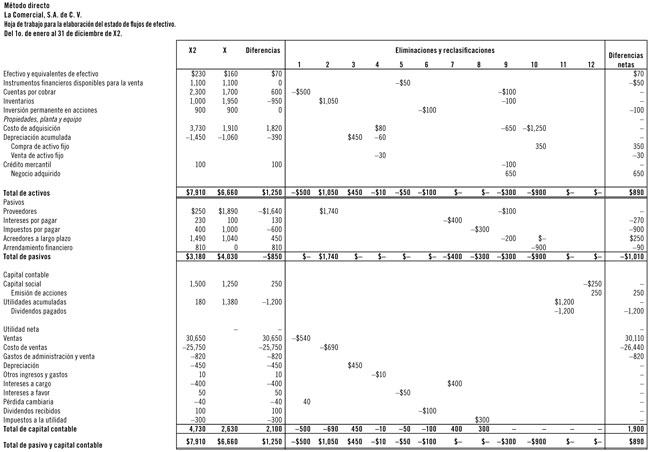 Método directo
La Comercial, S.A. de C. V.
Hoja de trabajo para la elaboración del estado de flujos de efectivo.
Del 1o. de enero al 31 de diciembre de X2.
X2 X Diferencias Eliminaciones y reclasificaciones Diferencias netas
1 2 3 4 5 6 7 8 9 10 11 12
Efectivo y equivalentes de efectivo $230 $160 $70 $70
Instrumentos financieros disponibles para la venta 1,100 1,100 0 –$50 –$50
Cuentas por cobrar 2,300 1,700 600 –$500 –$100 –
Inventarios 1,000 1,950 –950 $1,050 –100 –
Inversión permanente en acciones 900 900 0 –$100 –100
Propiedades, planta y equipo –
Costo de adquisición 3,730 1,910 1,820 $80 –650 –$1,250 –
Depreciación acumulada –1,450 –1,060 –390 $450 –60 –
Compra de activo fijo 350 350
Venta de activo fijo –30 –30
Crédito mercantil 100 100 –100 –
Negocio adquirido 650 650
Total de activos $7,910 $6,660 $1,250 –$500 $1,050 $450 –$10 –$50 –$100 $– $– –$300 –$900 $– $– $890
Pasivos
Proveedores $250 $1,890 –$1,640 $1,740 –$100 –
Intereses por pagar 230 100 130 –$400 –270
Impuestos por pagar 400 1,000 –600 –$300 –900
Acreedores a largo plazo 1,490 1,040 450 –200 $– $250
Arrendamiento financiero 810 0 810 –900 –90
Total de pasivos $3,180 $4,030 –$850 $– $1,740 $– $– $– $– –$400 –$300 –$300 –$900 $– $– –$1,010
Capital contable
Capital social 1,500 1,250 250 –$250 –
Emisión de acciones 250 250
Utilidades acumuladas 180 1,380 –1,200 $1,200 –
Dividendos pagados –1,200 –1,200
Utilidad neta – – –
Ventas 30,650 30,650 –$540 30,110
Costo de ventas –25,750 –25,750 –$690 –26,440
Gastos de administración y venta –820 –820 –820
Depreciación –450 –450 $450 –
Otros ingresos y gastos 10 10 –$10 –
Intereses a cargo –400 –400 $400 –
Intereses a favor 50 50 –$50 –
Pérdida cambiaria –40 –40 40 –
Dividendos recibidos 100 100 –$100 –
Impuestos a la utilidad –300 –300 $300 –
Total de capital contable 4,730 2,630 2,100 –500 –690 450 –10 –50 –100 400 300 – – – – 1,900
Total de pasivo y capital contable $7,910 $6,660 $1,250 –$500 $1,050 $450 –$10 –$50 –$100 $– $– –$300 –$900 $– $– $890